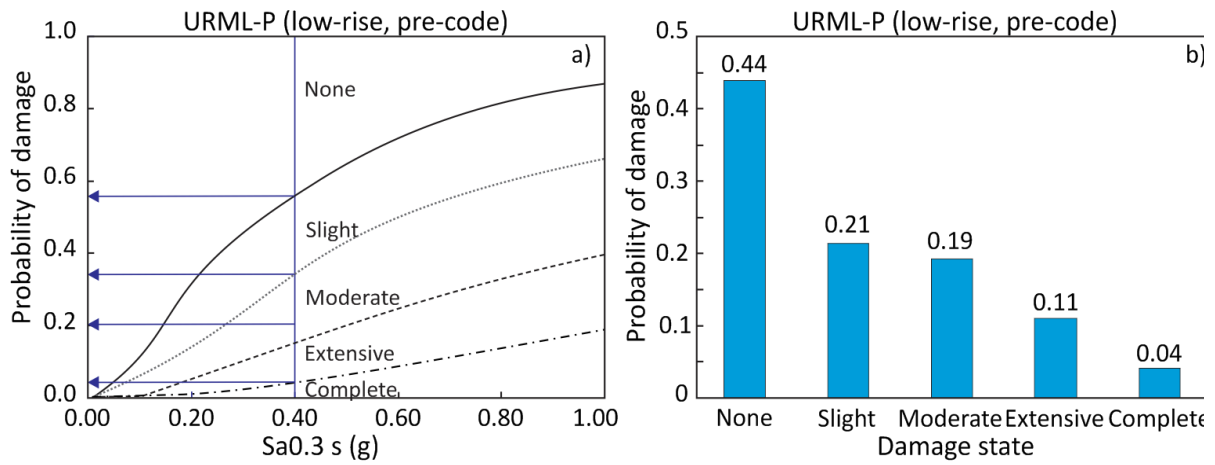 URML-P (low-rise, pre-code)
a)
Probability of damage
1.0
0.8
0.6
0.4
0.2
0.0
None
Slight
Moderate
Extensive
Complete
0.00 0.20 0.40 0.60 0.80 1.00
Sa0.3 s (g)
URML-P (low-rise, pre-code)
b)
Probability of damage
0.5
0.4
0.3
0.2
0.1
0
0.44
0.21
0.19
0.11
0.04
None Slight Moderate Extensive Complete
Damage state